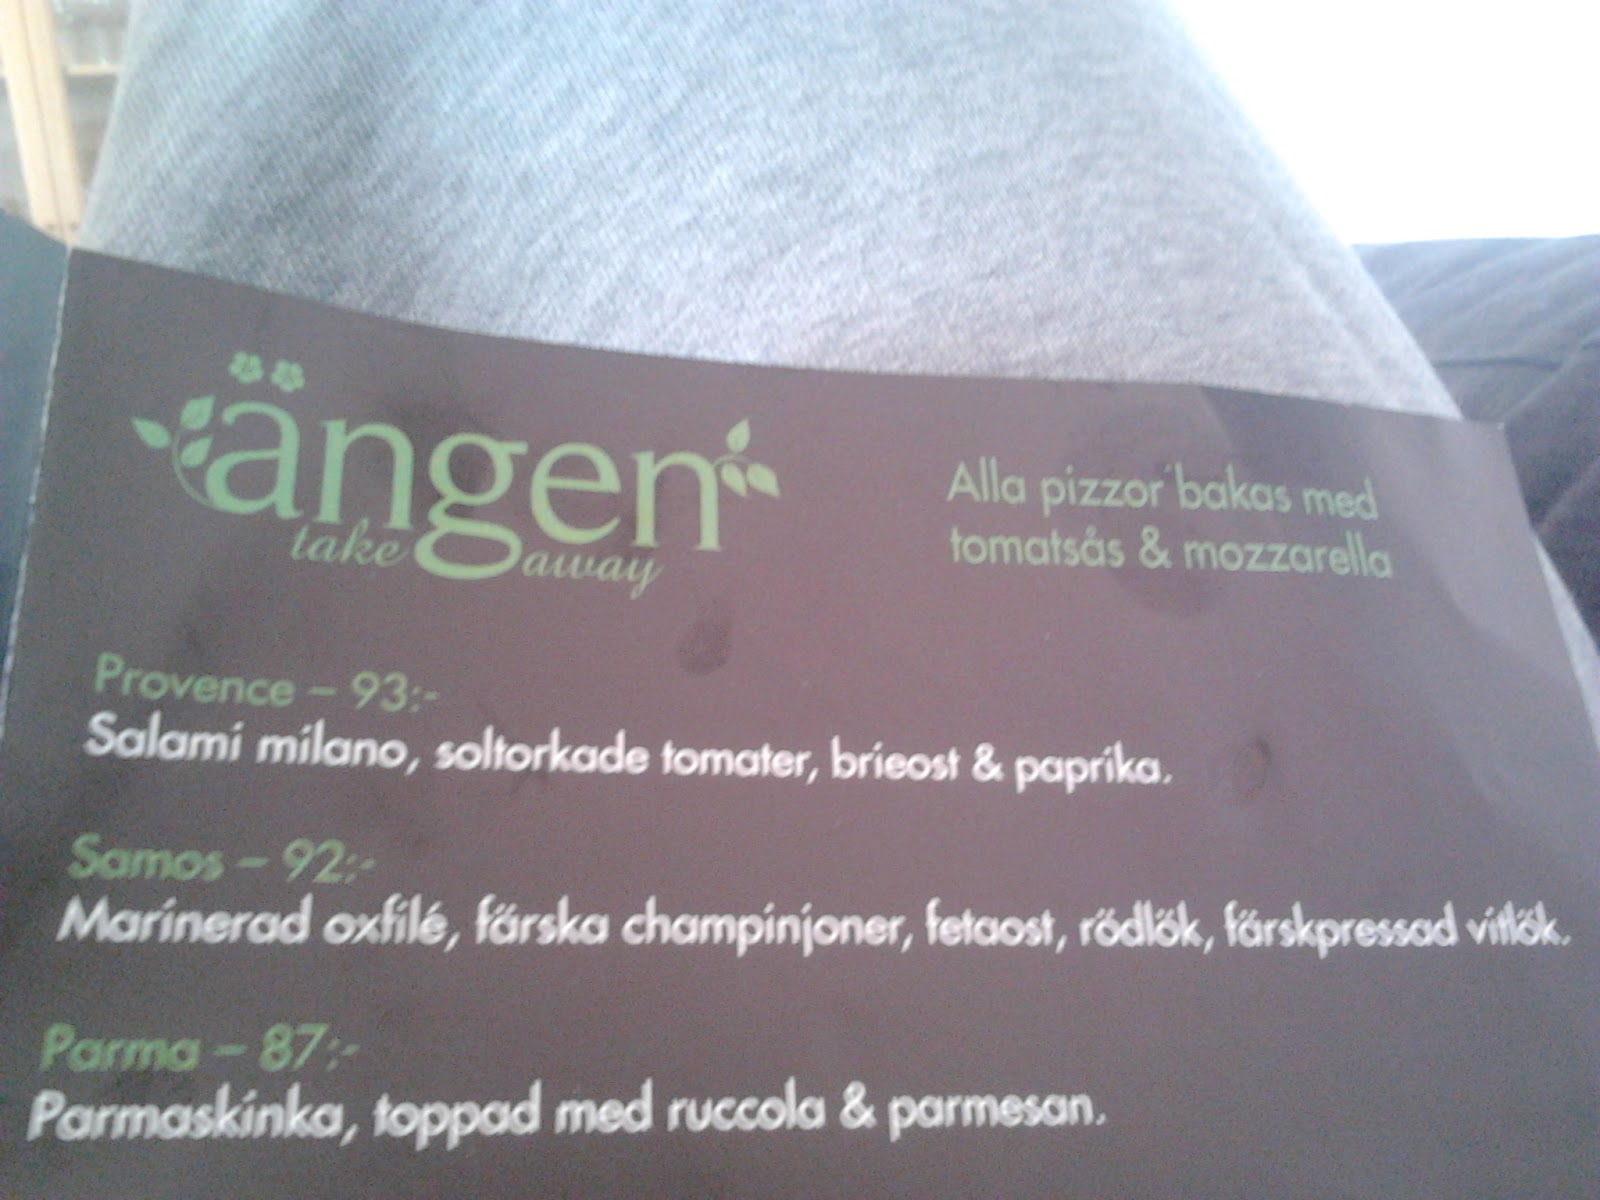 ängen
take away
Alla pizzor bakas med
tomatsås & mozzarella
Provence – 93:-
Salami milano, soltorkade tomater, brieost & paprika.
Samos – 92:-
Marinerad oxfilé, färska champinjoner, fetaost, rödlök, färskpressad vitlök.
Parma – 87:-
Parmaskinka, toppad med ruccola & parmesan.